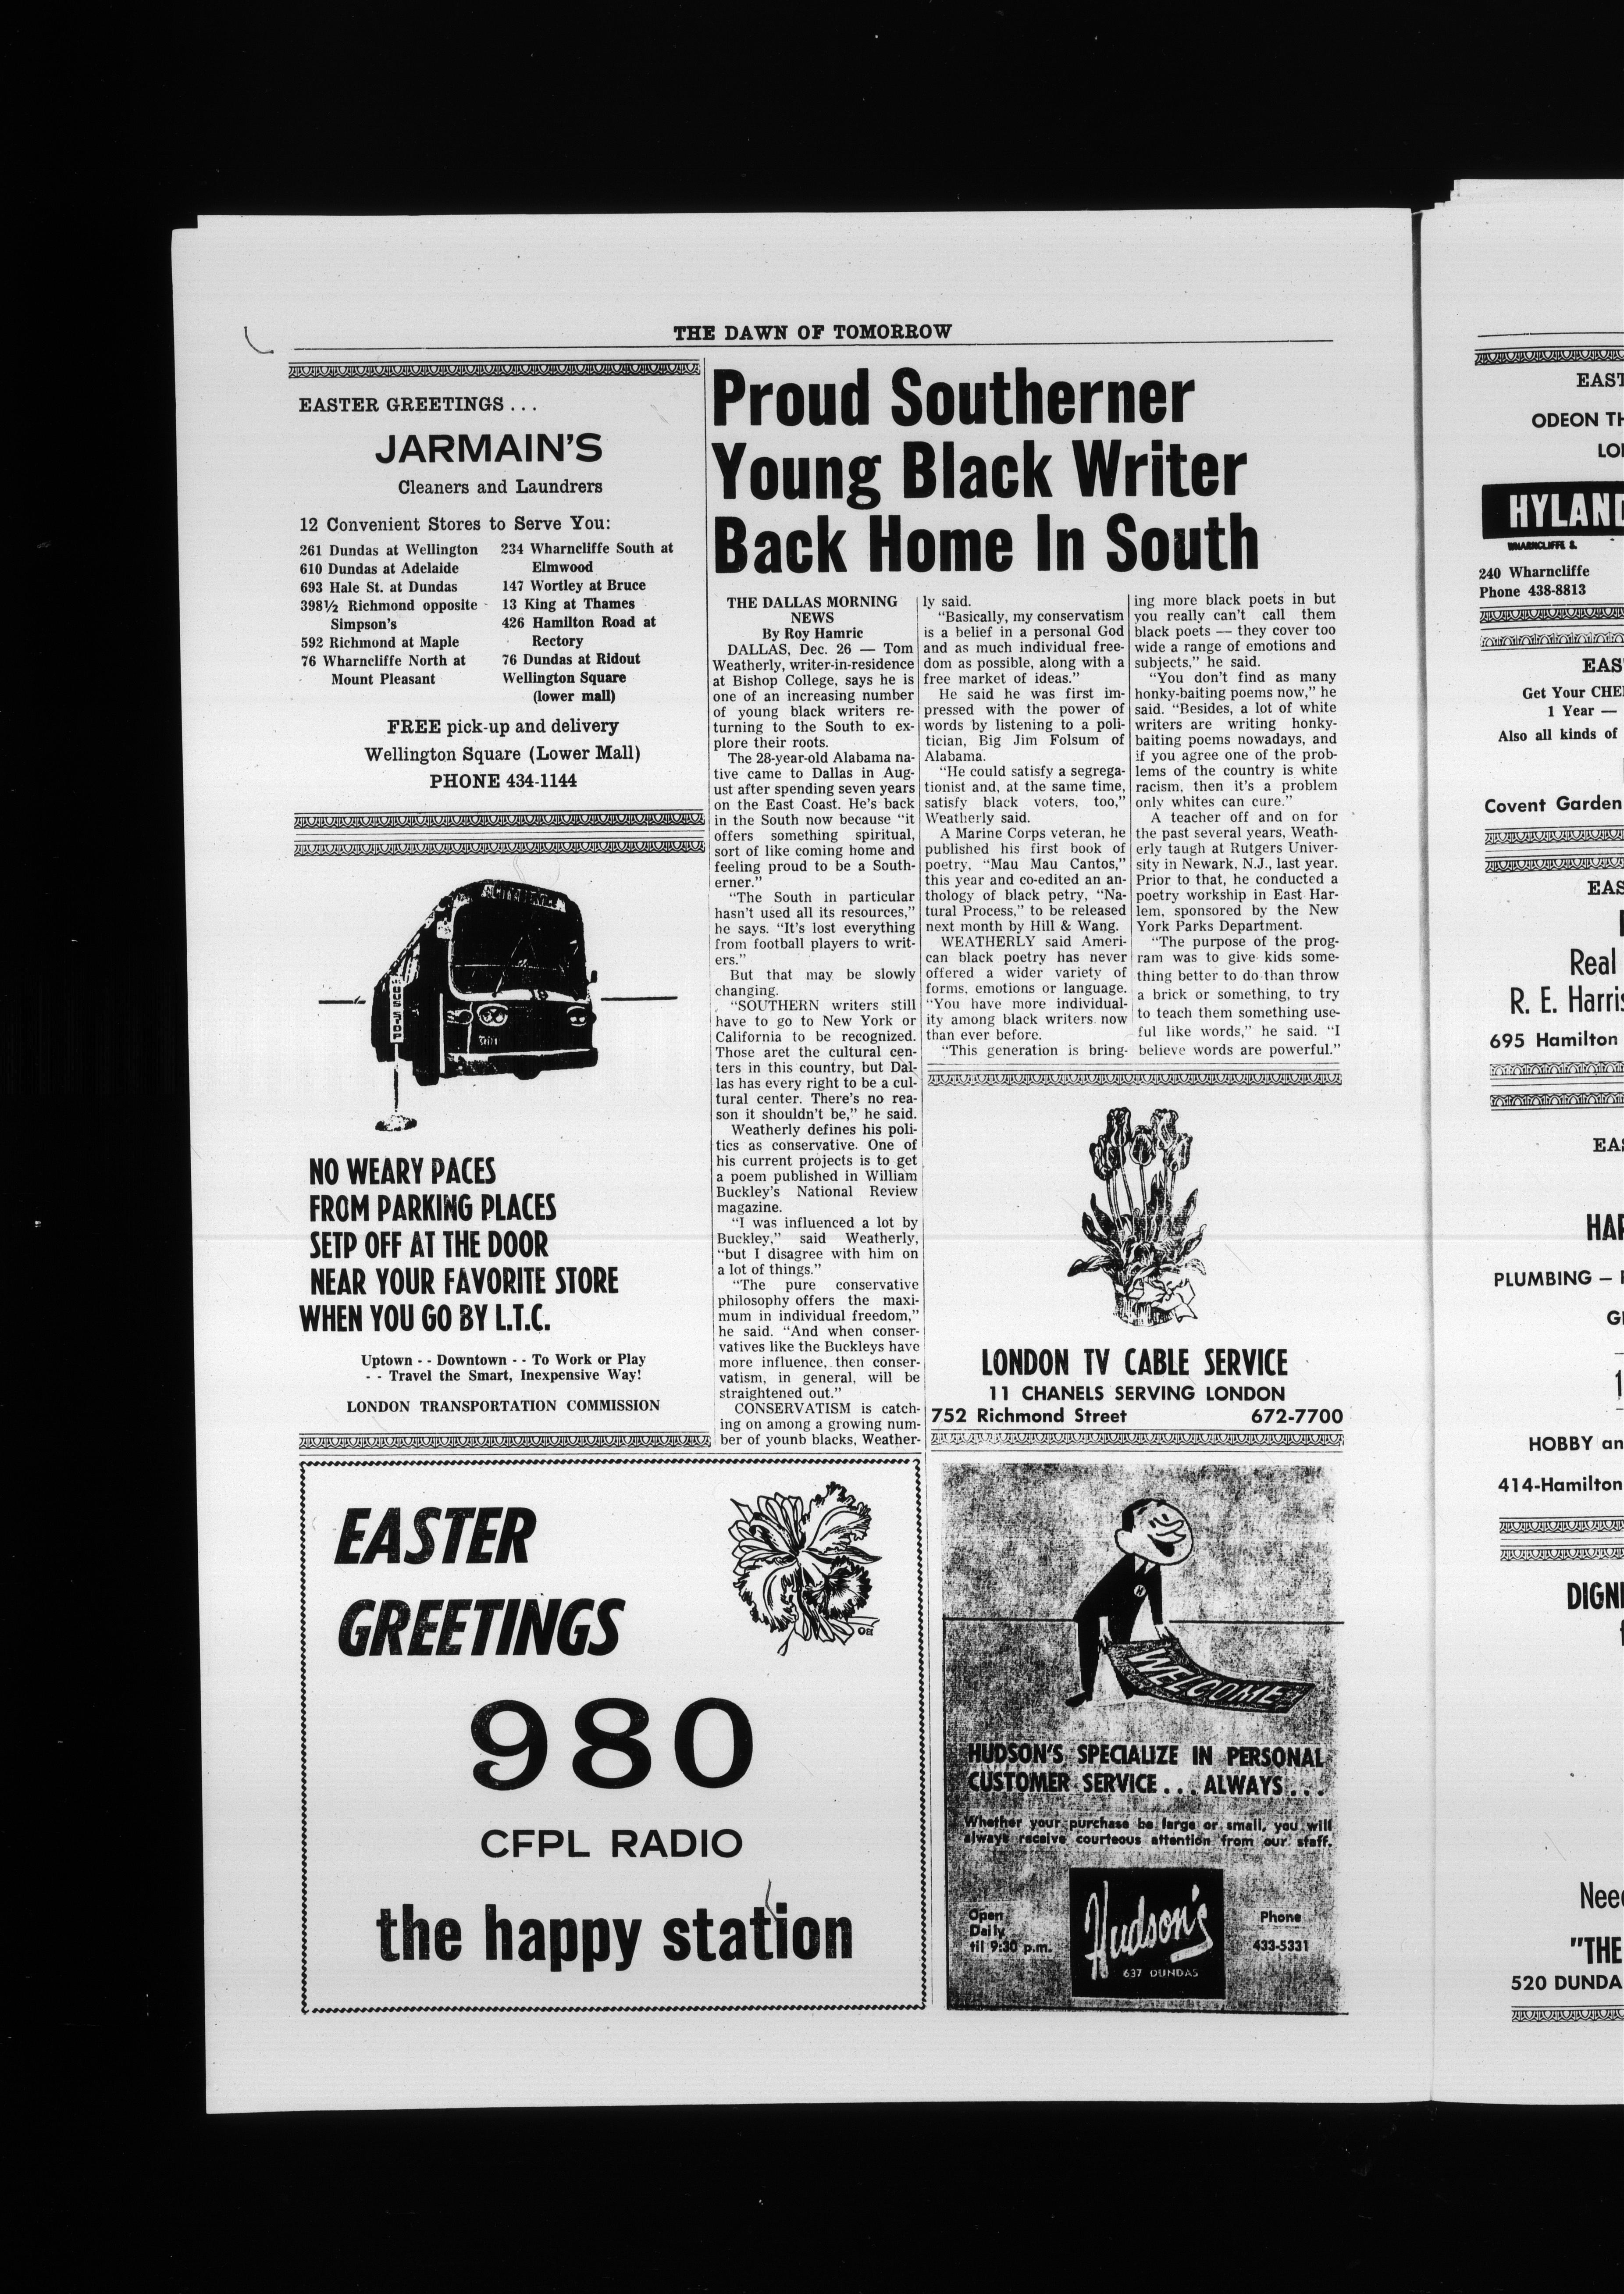 THE DAWN OF TOMORROW
EASTER GREETINGS . . .
JARMAIN'S
Cleaners and Laundrers
12 Convenient Stores to Serve You:
261 Dundas at Wellington
610 Dundas at Adelaide
693 Hale St. at Dundas
398½ Richmond opposite
Simpson's
592 Richmond at Maple
76 Wharncliffe North at
Mount Pleasant
234 Wharncliffe South at
Elmwood
147 Wortley at Bruce
13 King at Thames
426 Hamilton Road at
Rectory
76 Dundas at Ridout
Wellington Square
(lower mall)
FREE pick-up and delivery
Wellington Square (Lower Mall)
PHONE 434-1144
BUS STOP
NO WEARY PACES
FROM PARKING PLACES
SETP OFF AT THE DOOR
NEAR YOUR FAVORITE STORE
WHEN YOU GO BY L.T.C.
Uptown - - Downtown - - To Work or Play
- - Travel the Smart, Inexpensive Way!
LONDON TRANSPORTATION COMMISSION
Proud Southerner
Young Black Writer
Back Home In South
THE DALLAS MORNING
NEWS
By Roy Hamric
DALLAS, Dec. 26 — Tom
Weatherly, writer-in-residence
at Bishop College, says he is
one of an increasing number
of young black writers re-
turning to the South to ex-
plore their roots.
The 28-year-old Alabama na-
tive came to Dallas in Aug-
ust after spending seven years
on the East Coast. He's back
in the South now because "it
offers something spiritual,
sort of like coming home and
feeling proud to be a South-
erner."
"The South in particular
hasn't used all its resources,"
he says. "It's lost everything
from football players to writ-
ers."
But that may be slowly
changing.
"SOUTHERN writers still
have to go to New York or
California to be recognized.
Those aret the cultural cen-
ters in this country, but Dal-
las has every right to be a cul-
tural center. There's no rea-
son it shouldn't be," he said.
Weatherly defines his poli-
tics as conservative. One of
his current projects is to get
a poem published in William
Buckley's National Review
magazine.
"I was influenced a lot by
Buckley," said Weatherly,
"but I disagree with him on
a lot of things."
"The pure conservative
philosophy offers the maxi-
mum in individual freedom,"
he said. "And when conser-
vatives like the Buckleys have
more influence, then conser-
vatism, in general, will be
straightened out."
CONSERVATISM is catch-
ing on among a growing num-
ber of younb blacks, Weather-
ly said.
"Basically, my conservatism
is a belief in a personal God
and as much individual free-
dom as possible, along with a
free market of ideas."
He said he was first im-
pressed with the power of
words by listening to a poli-
tician, Big Jim Folsum of
Alabama.
"He could satisfy a segrega-
tionist and, at the same time,
satisfy black voters, too,"
Weatherly said.
A Marine Corps veteran, he
published his first book of
poetry, "Mau Mau Cantos,"
this year and co-edited an an-
thology of black petry, "Na-
tural Process," to be released
next month by Hill & Wang.
WEATHERLY said Ameri-
can black poetry has never
offered a wider variety of
forms, emotions or language.
"You have more individual-
ity among black writers now
than ever before.
"This generation is bring-
ing more black poets in but
you really can't call them
black poets — they cover too
wide a range of emotions and
subjects," he said.
"You don't find as many
honky-baiting poems now," he
said. "Besides, a lot of white
writers are writing honky-
baiting poems nowadays, and
if you agree one of the prob-
lems of the country is white
racism, then it's a problem
only whites can cure."
A teacher off and on for
the past several years, Weath-
erly taugh at Rutgers Univer-
sity in Newark, N.J., last year.
Prior to that, he conducted a
poetry workship in East Har-
lem, sponsored by the New
York Parks Department.
"The purpose of the prog-
ram was to give kids some-
thing better to do than throw
a brick or something, to try
to teach them something use-
ful like words," he said. "I
believe words are powerful."
LONDON TV CABLE SERVICE
11 CHANELS SERVING LONDON
752 Richmond Street 672-7700
EASTER
GREETINGS
980
CFPL RADIO
the happy station
WELCOME
HUDSON'S SPECIALIZE IN PERSONAL
CUSTOMER SERVICE . . . ALWAYS . . .
Whether your purchase be large or small, you will
always receive courteous attention from our staff.
Open
Daily
til 9:30 p.m.
Hudson's
637 DUNDAS
Phone
433-5331
EAST
ODEON TH
LO
HYLAND
WHARNCLIFFE S.
240 Wharncliffe
Phone 438-8813
EAS
Get Your CHE
1 Year —
Also all kinds of
Covent Garden
EAS
Real
R. E. Harris
695 Hamilton
EA
HAR
PLUMBING –
G
1
HOBBY an
414-Hamilton
DIGN
Need
"THE
520 DUNDA